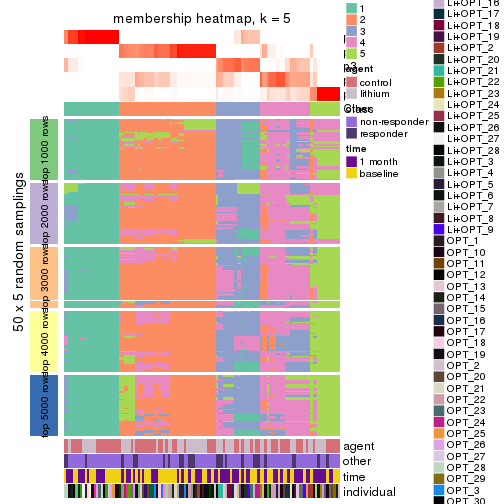 membership heatmap, k = 5
50 x 5 random samplings
top 1000 rows
top 2000 rows
top 3000 rows
top 4000 rows
top 5000 rows
1
2
3
4
5
agent
control
lithium
other
non-responder
responder
time
1 month
baseline
agent
other
time
individual
Li+OPT_16
Li+OPT_17
Li+OPT_18
Li+OPT_19
Li+OPT_2
Li+OPT_20
Li+OPT_21
Li+OPT_22
Li+OPT_23
Li+OPT_24
Li+OPT_25
Li+OPT_26
Li+OPT_27
Li+OPT_28
Li+OPT_3
Li+OPT_4
Li+OPT_5
Li+OPT_6
Li+OPT_7
Li+OPT_8
Li+OPT_9
OPT_1
OPT_10
OPT_11
OPT_12
OPT_13
OPT_14
OPT_15
OPT_16
OPT_17
OPT_18
OPT_19
OPT_2
OPT_20
OPT_21
OPT_22
OPT_23
OPT_24
OPT_25
OPT_26
OPT_27
OPT_28
OPT_29
OPT_3